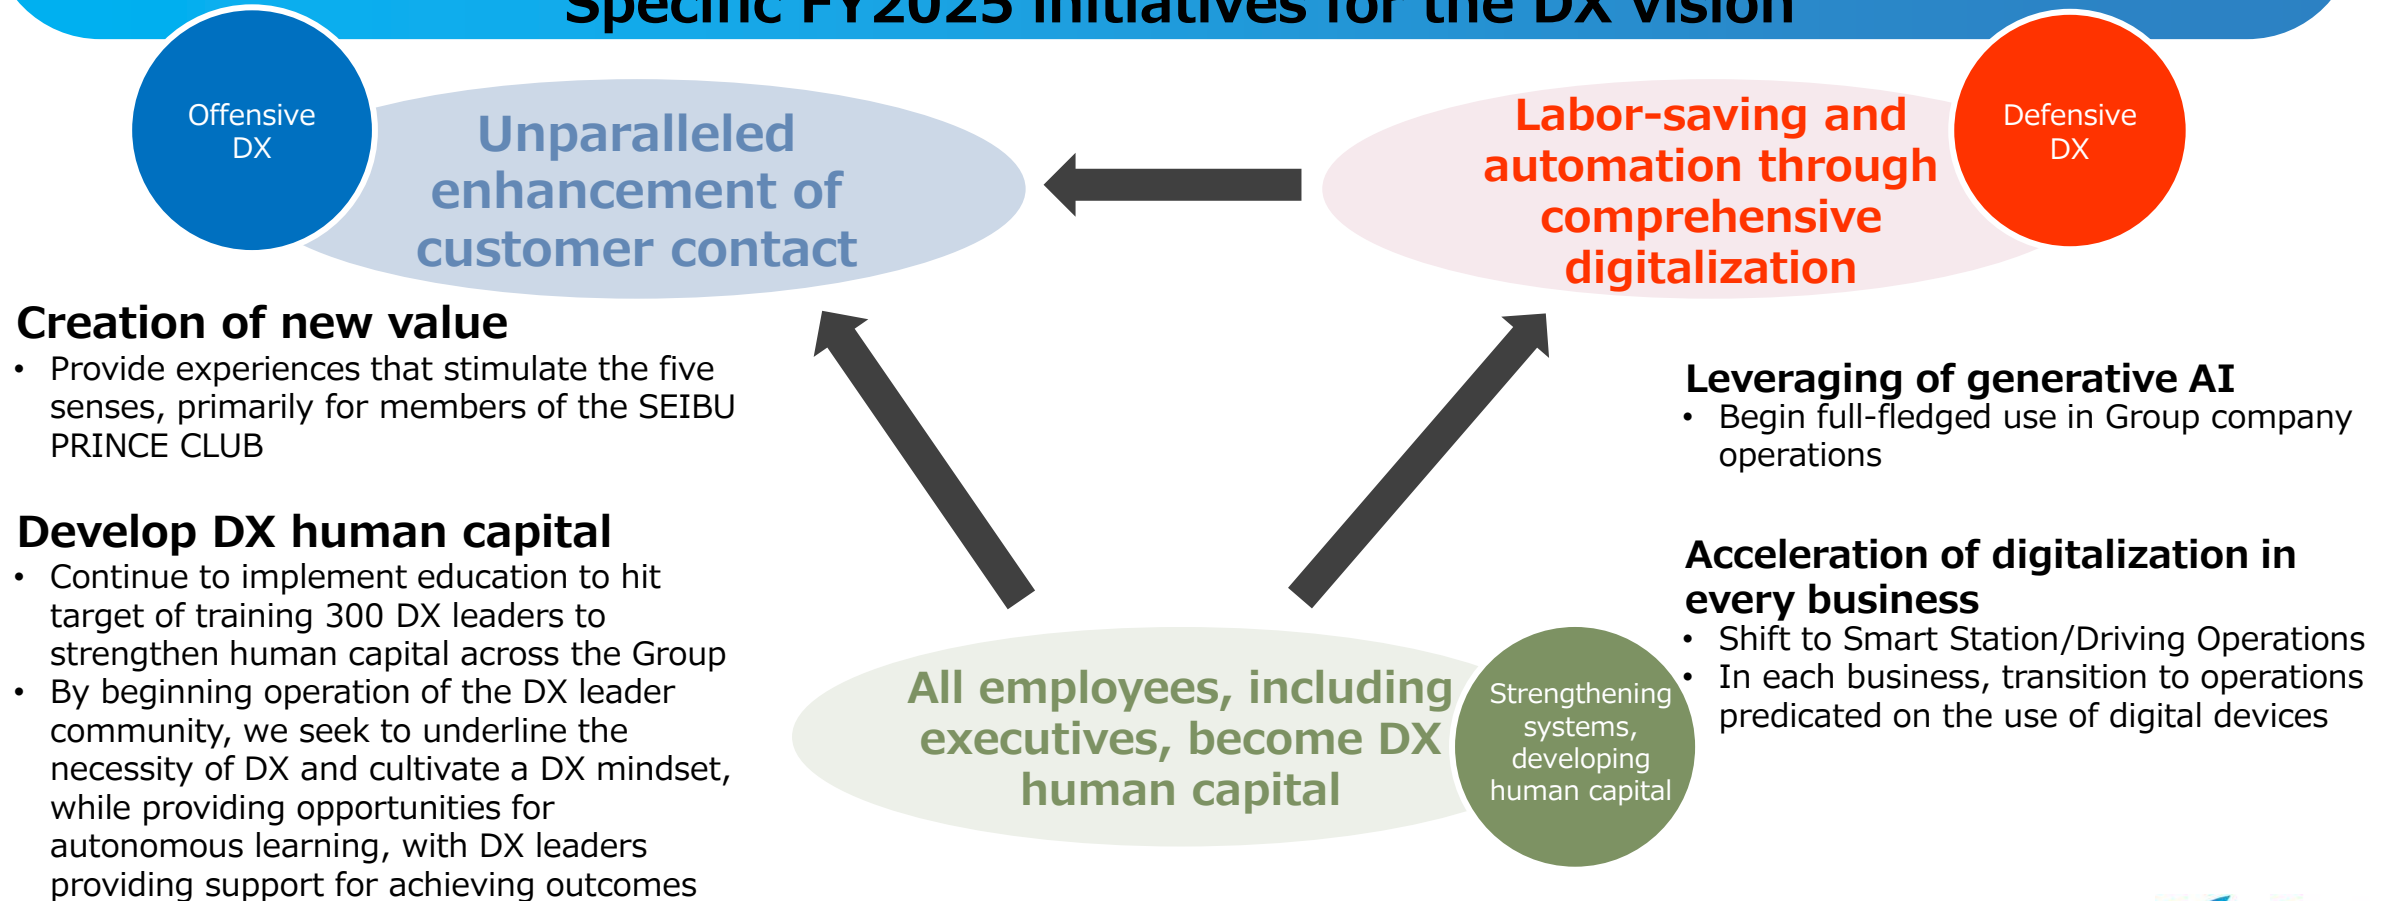 Specific FY2025 initiatives for the DX vision
Offensive
DX
Unparalleled
enhancement of
customer contact
Labor-saving and
automation through
comprehensive
digitalization
Defensive
DX
Creation of new value
• Provide experiences that stimulate the five
senses, primarily for members of the SEIBU
PRINCE CLUB
Develop DX human capital
• Continue to implement education to hit
target of training 300 DX leaders to
strengthen human capital across the Group
• By beginning operation of the DX leader
community, we seek to underline the
necessity of DX and cultivate a DX mindset,
while providing opportunities for
autonomous learning, with DX leaders
providing support for achieving outcomes
All employees, including
executives, become DX
human capital
Strengthening
systems,
developing
human capital
Leveraging of generative AI
• Begin full-fledged use in Group company
operations
Acceleration of digitalization in
every business
• Shift to Smart Station/Driving Operations
• In each business, transition to operations
predicated on the use of digital devices